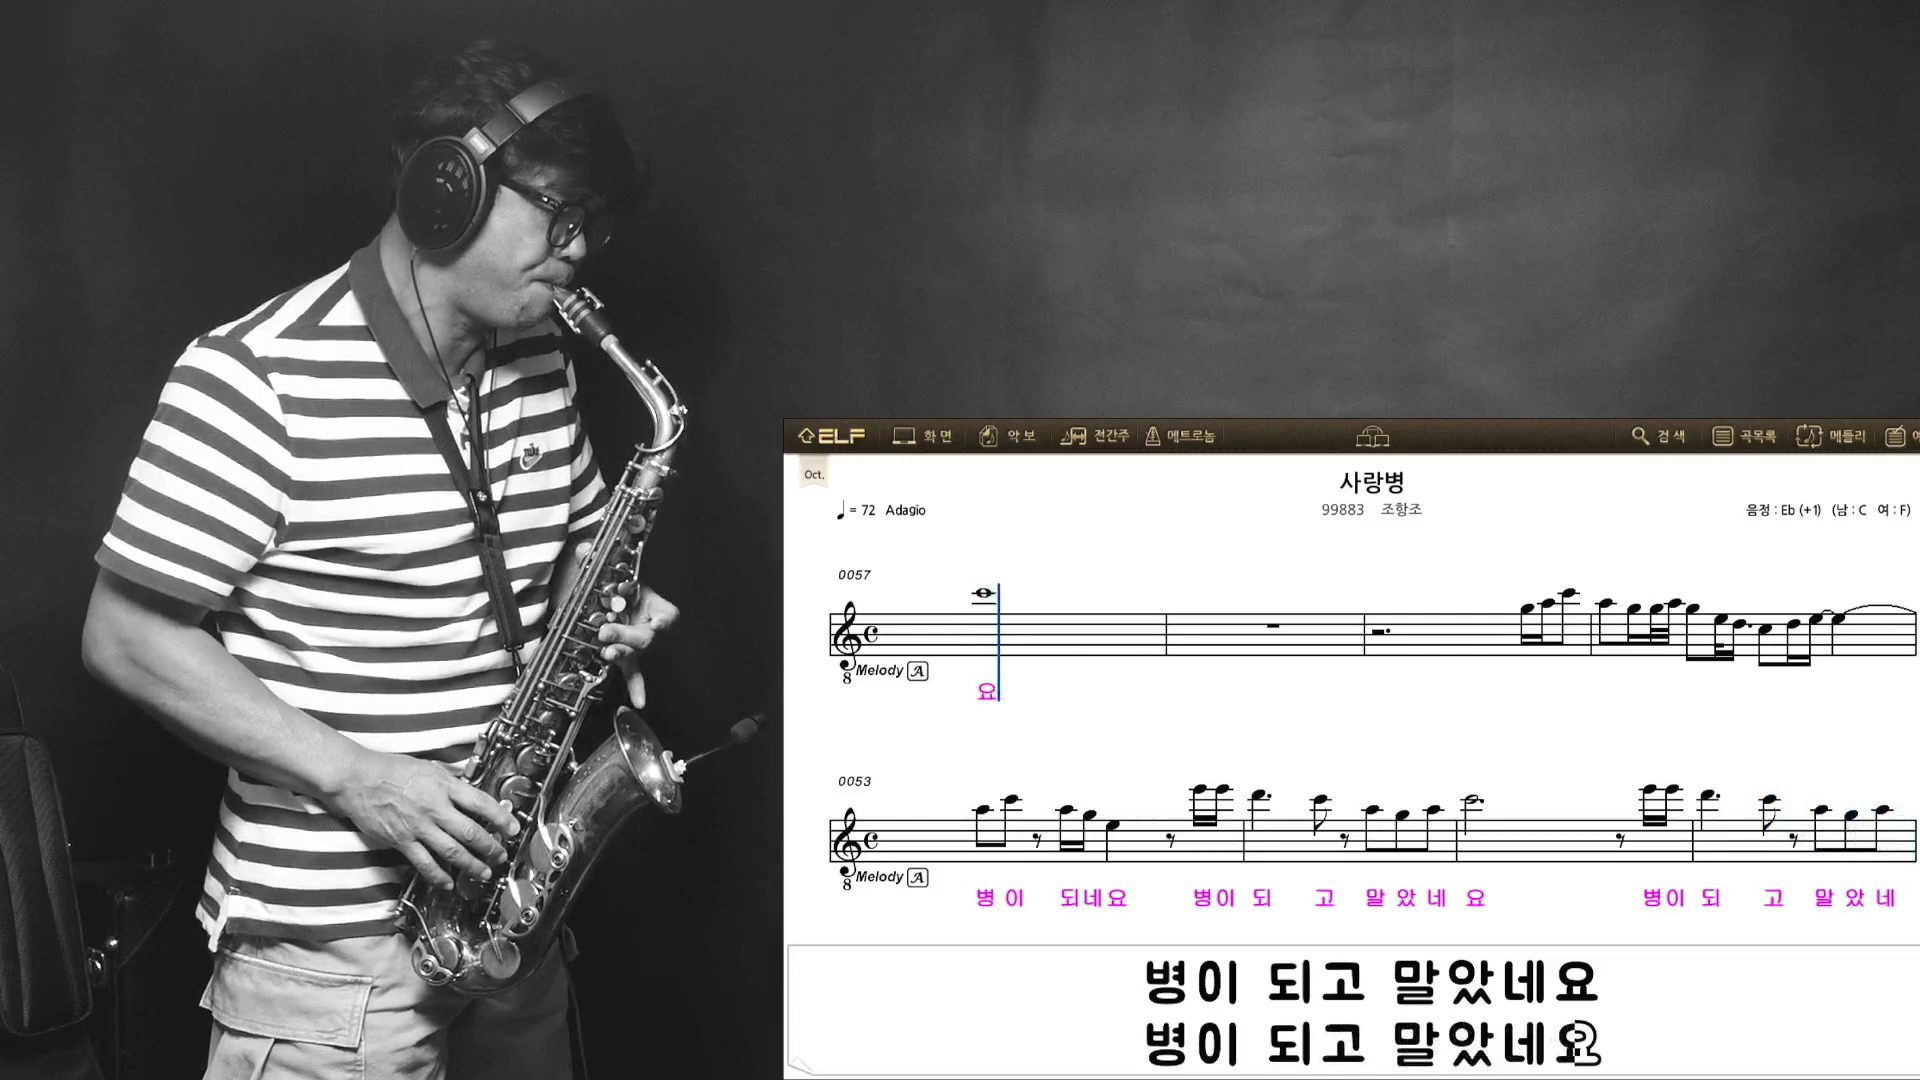 ELF 화면 악보 전간주 메트로놈 검색 곡목록 메들리
Oct.
사랑병
= 72 Adagio
99883 조항조
음정 : Eb (+1) (남 : C 여 : F)
0057
8 Melody A
요
0053
8 Melody A
병 이 되네요 병이 되 고 말 았 네 요 병이 되 고 말 았 네
병이 되고 말았네요
병이 되고 말았네요
nike